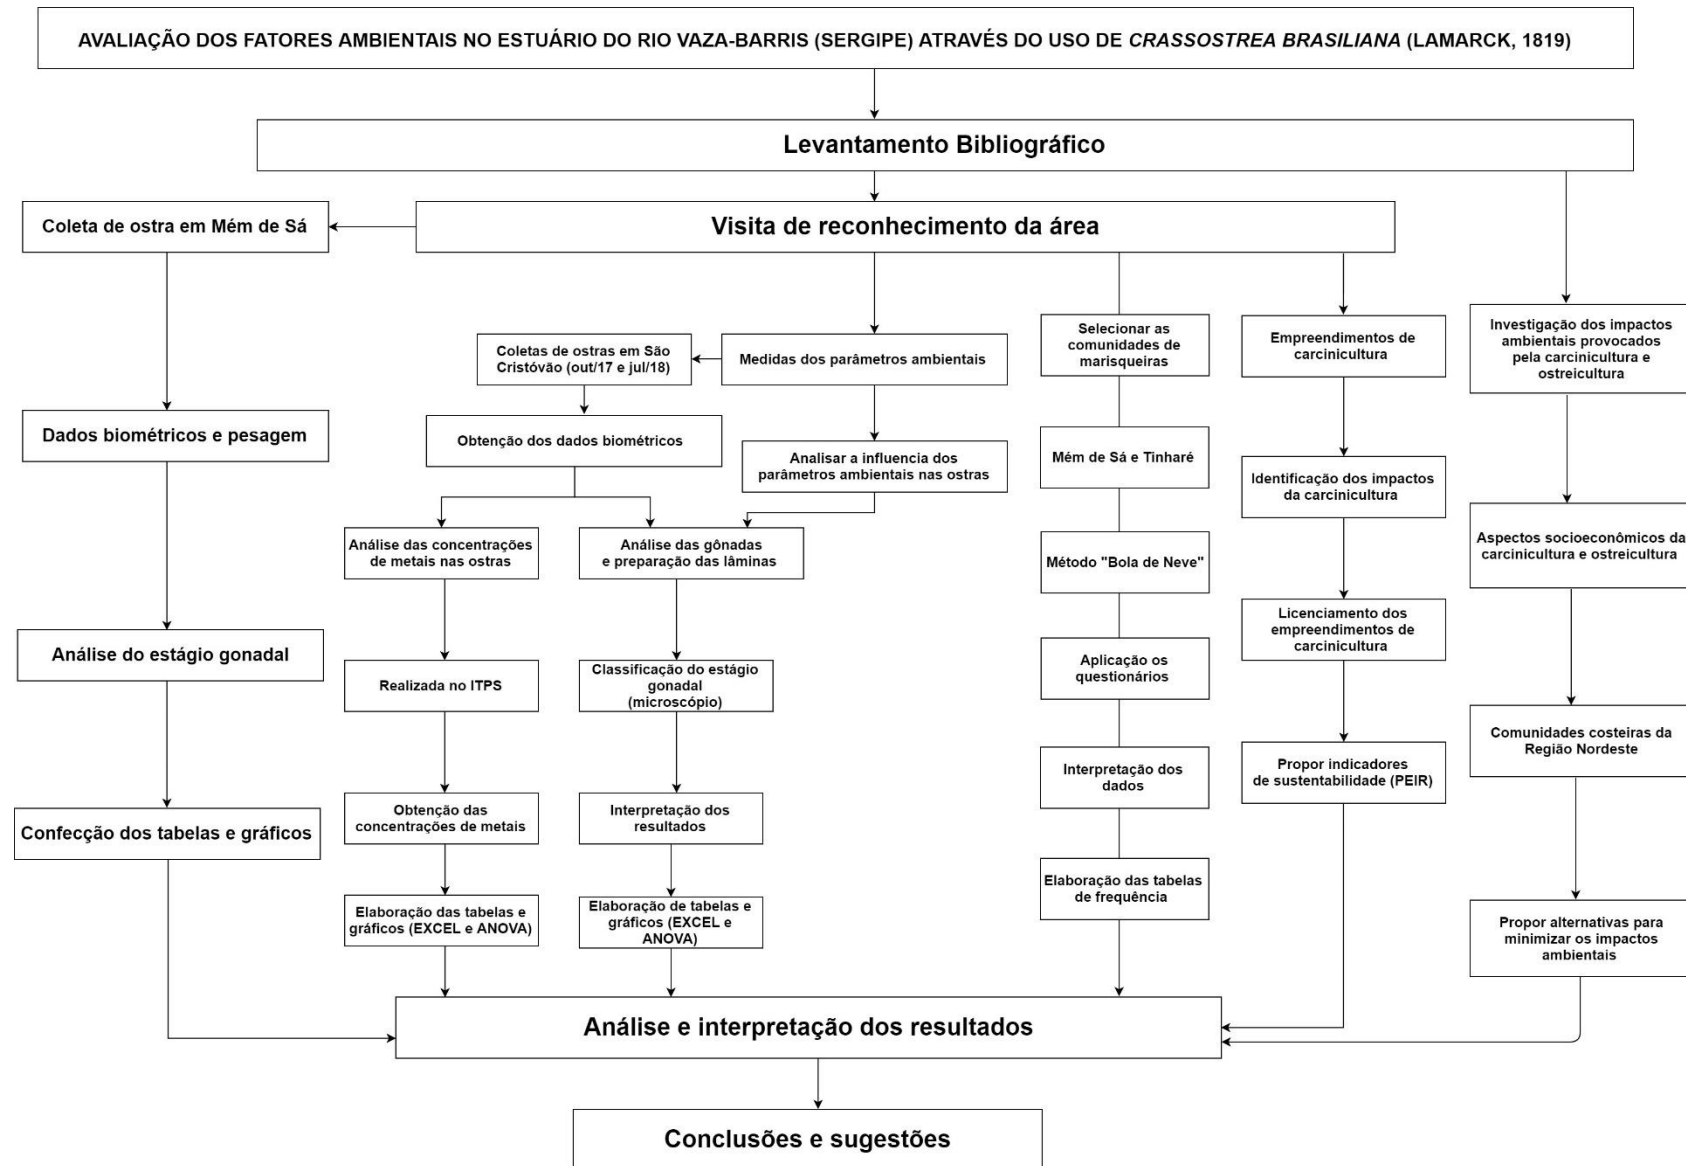 AVALIAÇÃO DOS FATORES AMBIENTAIS NO ESTUÁRIO DO RIO VAZA-BARRIS (SERGIPE) ATRAVÉS DO USO DE CRASSOSTREA BRASILIANA (LAMARCK, 1819)
Levantamento Bibliográfico
Visita de reconhecimento da área
Coleta de ostra em Mém de Sá
Dados biométricos e pesagem
Análise do estágio gonadal
Confecção dos tabelas e gráficos
Coletas de ostras em São
Cristóvão (out/17 e jul/18)
Medidas dos parâmetros ambientais
Obtenção dos dados biométricos
Analisar a influencia dos
parâmetros ambientais nas ostras
Análise das concentrações
de metais nas ostras
Realizada no ITPS
Obtenção das
concentrações de metais
Elaboração das tabelas e
gráficos (EXCEL e ANOVA)
Análise das gônadas
e preparação das lâminas
Classificação do estágio
gonadal
(microscópio)
Interpretação dos
resultados
Elaboração de tabelas e
gráficos (EXCEL e
ANOVA)
Selecionar as
comunidades de
marisqueiras
Mém de Sá e Tinharé
Método "Bola de Neve"
Aplicação os
questionários
Interpretação dos
dados
Elaboração das tabelas
de frequência
Empreendimentos de
carcinicultura
Identificação dos impactos
da carcinicultura
Licenciamento dos
empreendimentos de
carcinicultura
Propor indicadores
de sustentabilidade (PEIR)
Investigação dos impactos
ambientais provocados
pela carcinicultura e
ostreicultura
Aspectos socioeconômicos da
carcinicultura e ostreicultura
Comunidades costeiras da
Região Nordeste
Propor alternativas para
minimizar os impactos
ambientais
Análise e interpretação dos resultados
Conclusões e sugestões